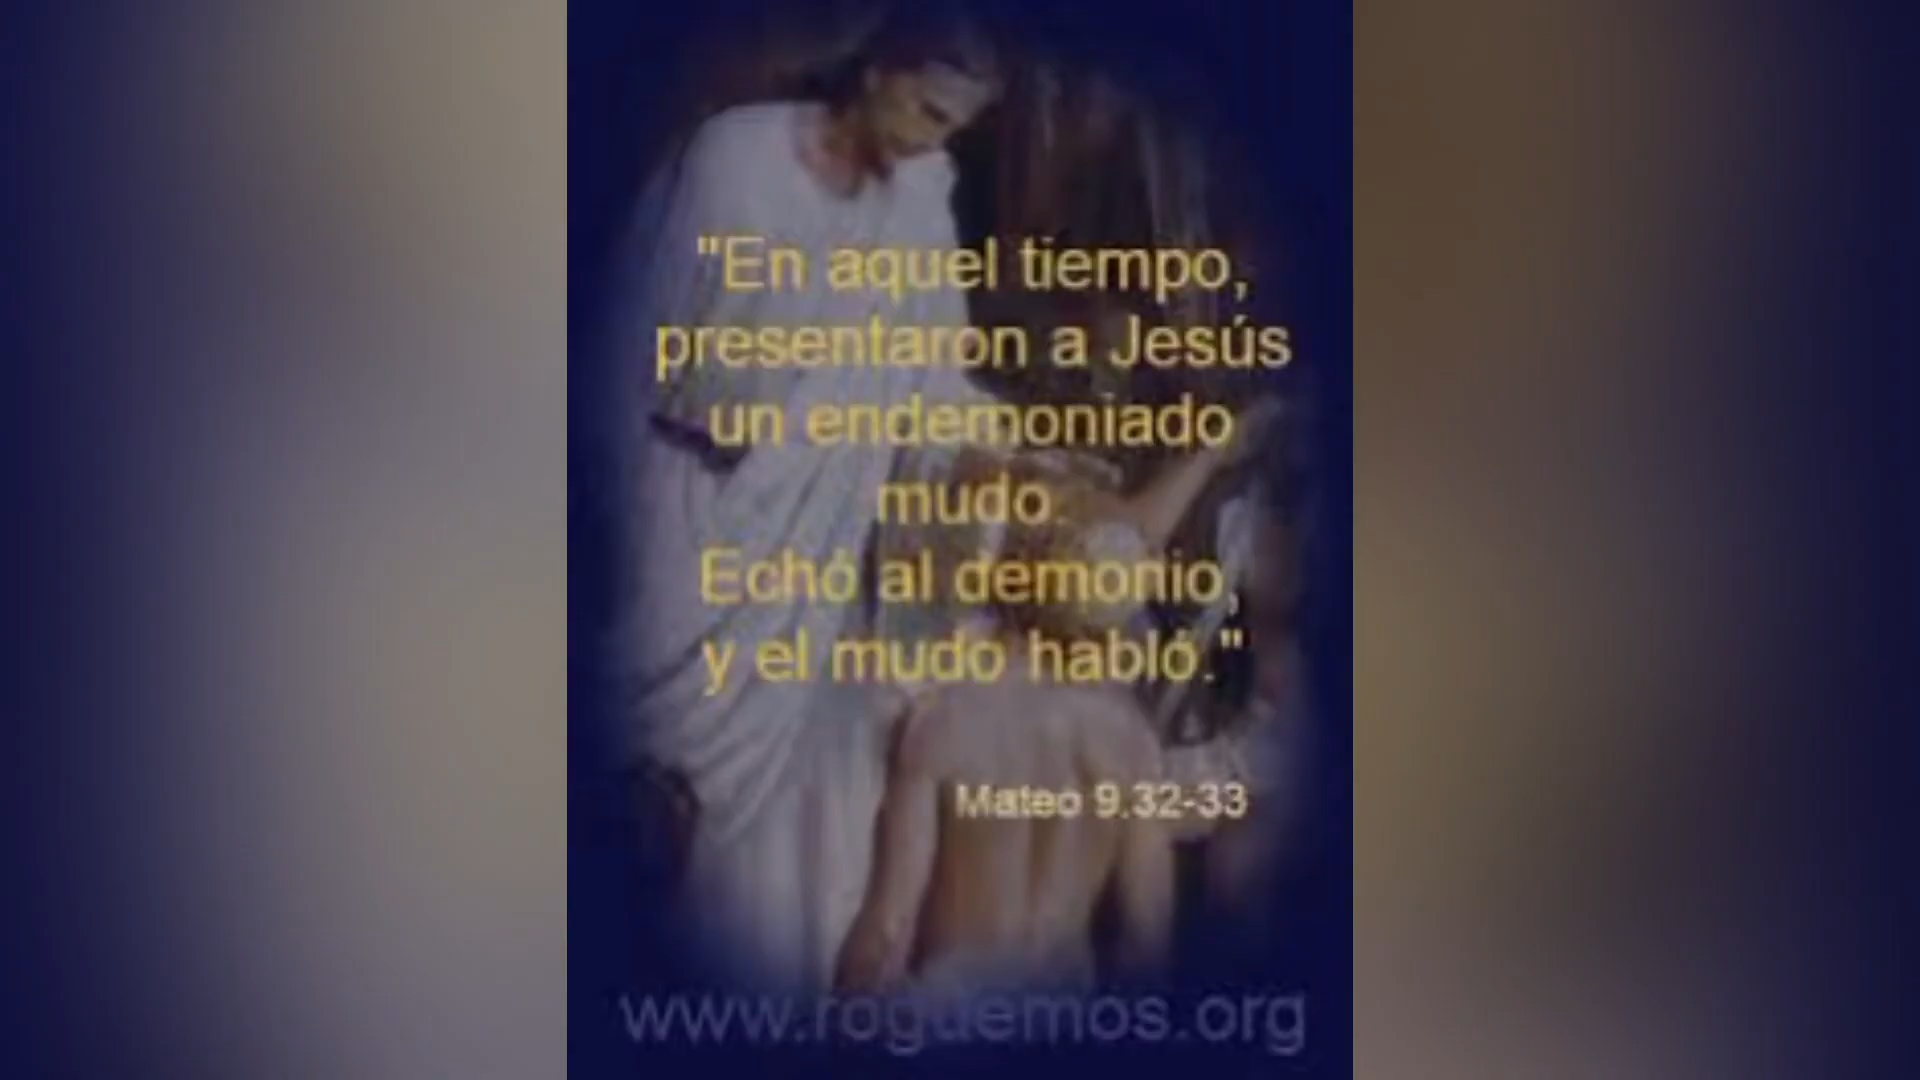 "En aquel tiempo,
presentaron a Jesús
un endemoniado
mudo.
Echó al demonio,
y el mudo habló."
Mateo 9.32-33
www.roguemos.org